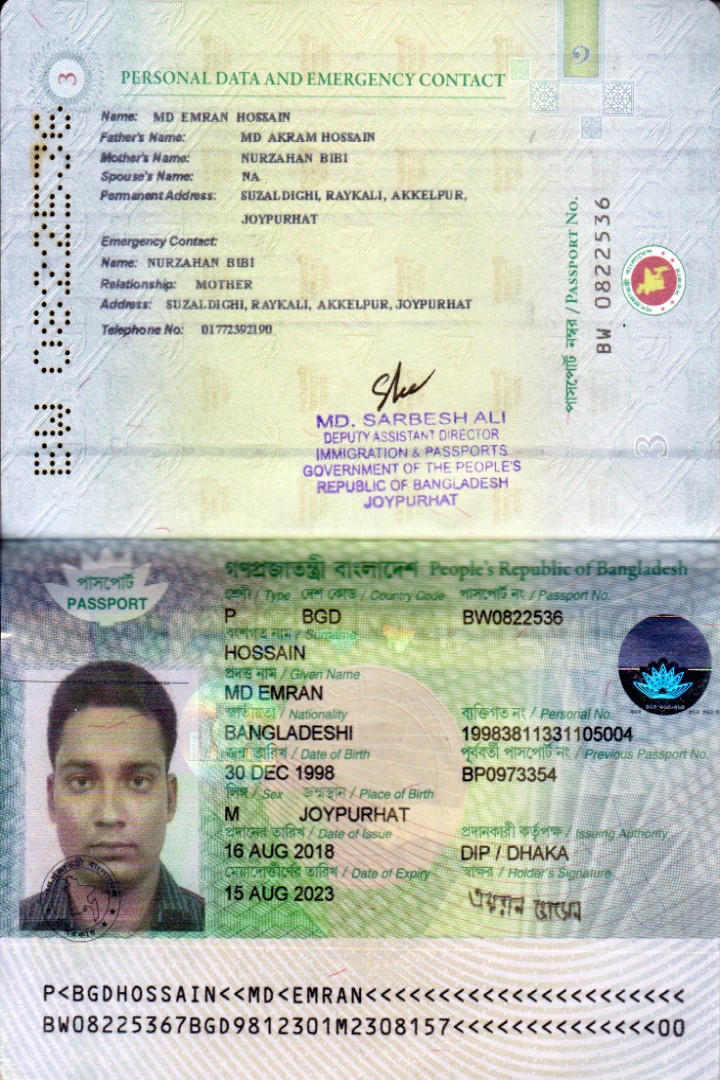 3
PERSONAL DATA AND EMERGENCY CONTACT
Name: MD EMRAN HOSSAIN
Father's Name: MD AKRAM HOSSAIN
Mother's Name: NURZAHAN BIBI
Spouse's Name: NA
Permanent Address: SUZALDIGHI, RAYKALI, AKKELPUR,
JOYPURHAT
Emergency Contact:
Name: NURZAHAN BIBI
Relationship: MOTHER
Address: SUZALDIGHI, RAYKALI, AKKELPUR, JOYPURHAT
Telephone No: 01772392190
BW 0822536
পাসপোর্ট নম্বর / PASSPORT No.
BW 0822536
3
MD. SARBESH ALI
DEPUTY ASSISTANT DIRECTOR
IMMIGRATION & PASSPORTS
GOVERNMENT OF THE PEOPLE'S
REPUBLIC OF BANGLADESH
JOYPURHAT
গণপ্রজাতন্ত্রী বাংলাদেশ People's Republic of Bangladesh
পাসপোর্ট
PASSPORT
শ্রেণী / Type দেশ কোড / Country Code পাসপোর্ট নং / Passport No.
P BGD BW0822536
বংশগত নাম / Surname
HOSSAIN
প্রদত্ত নাম / Given Name
MD EMRAN
জাতীয়তা / Nationality ব্যক্তিগত নং / Personal No.
BANGLADESHI 19983811331105004
জন্ম তারিখ / Date of Birth পূর্ববর্তী পাসপোর্ট নং / Previous Passport No.
30 DEC 1998 BP0973354
লিঙ্গ / Sex জন্মস্থান / Place of Birth
M JOYPURHAT
প্রদানের তারিখ / Date of Issue প্রদানকারী কর্তৃপক্ষ / Issuing Authority
16 AUG 2018 DIP / DHAKA
মেয়াদোত্তীর্ণের তারিখ / Date of Expiry স্বাক্ষর / Holder's Signature
15 AUG 2023 এমরান হোসেন
P<BGDHOSSAIN<<MD<EMRAN<<<<<<<<<<<<<<<<<<<<<<
BW08225367BGD9812301M2308157<<<<<<<<<<<<<<00